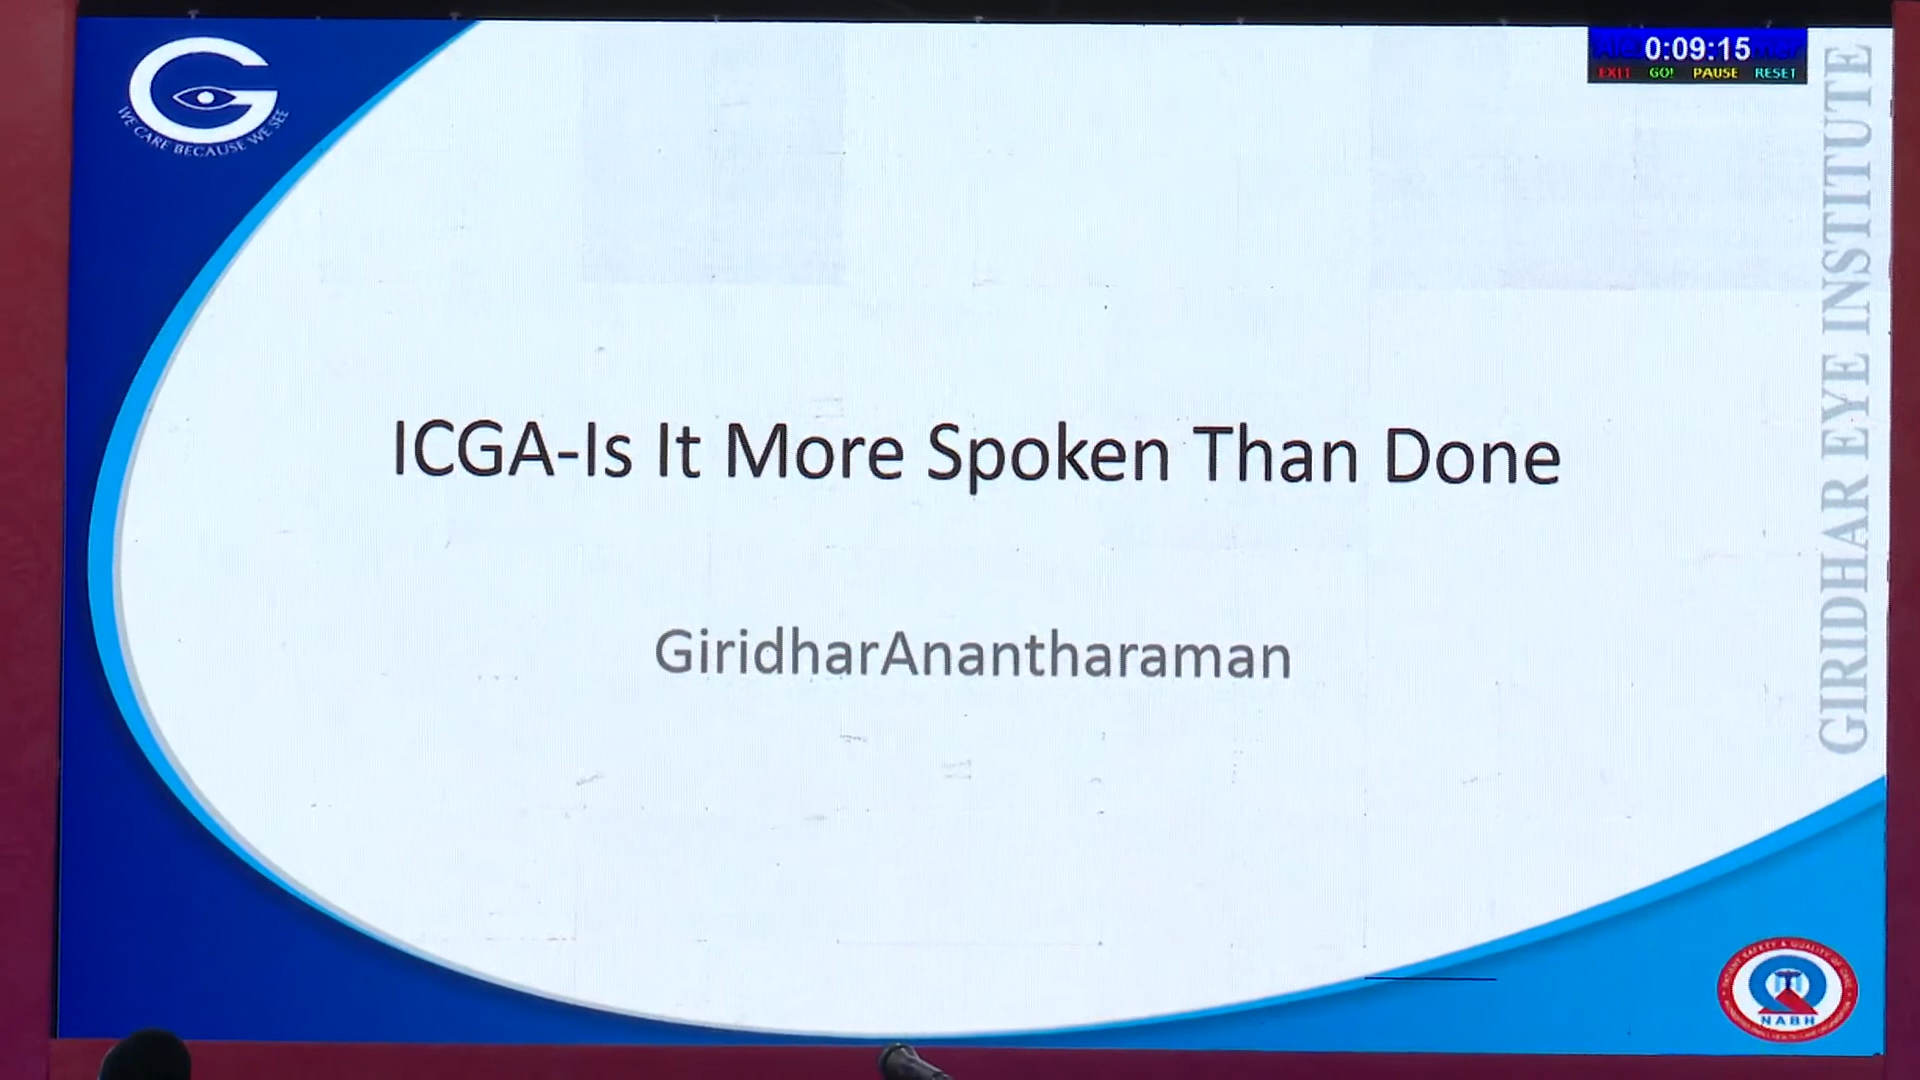 WE CARE BECAUSE WE SEE
0:09:15
EXIT GO! PAUSE RESET
ICGA-Is It More Spoken Than Done
GiridharAnantharaman
GIRIDHAR EYE INSTITUTE
NABH